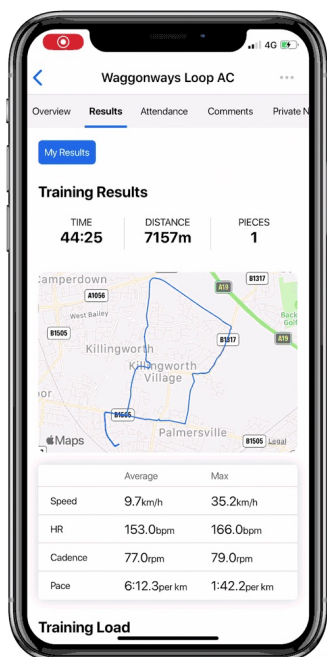 4G
Waggonways Loop AC
Overview Results Attendance Comments Private N
My Results
Training Results
TIME DISTANCE PIECES
44:25 7157m 1
Camperdown
B1317
A19
A1056
West Bailey
Back
Golf
B1505
B1317
A19
Killingworth
Killingworth
Village
or
B1505
Palmersville
Maps
B1505
Legal
Average Max
Speed 9.7km/h 35.2km/h
HR 153.0bpm 166.0bpm
Cadence 77.0rpm 79.0rpm
Pace 6:12.3per km 1:42.2per km
Training Load